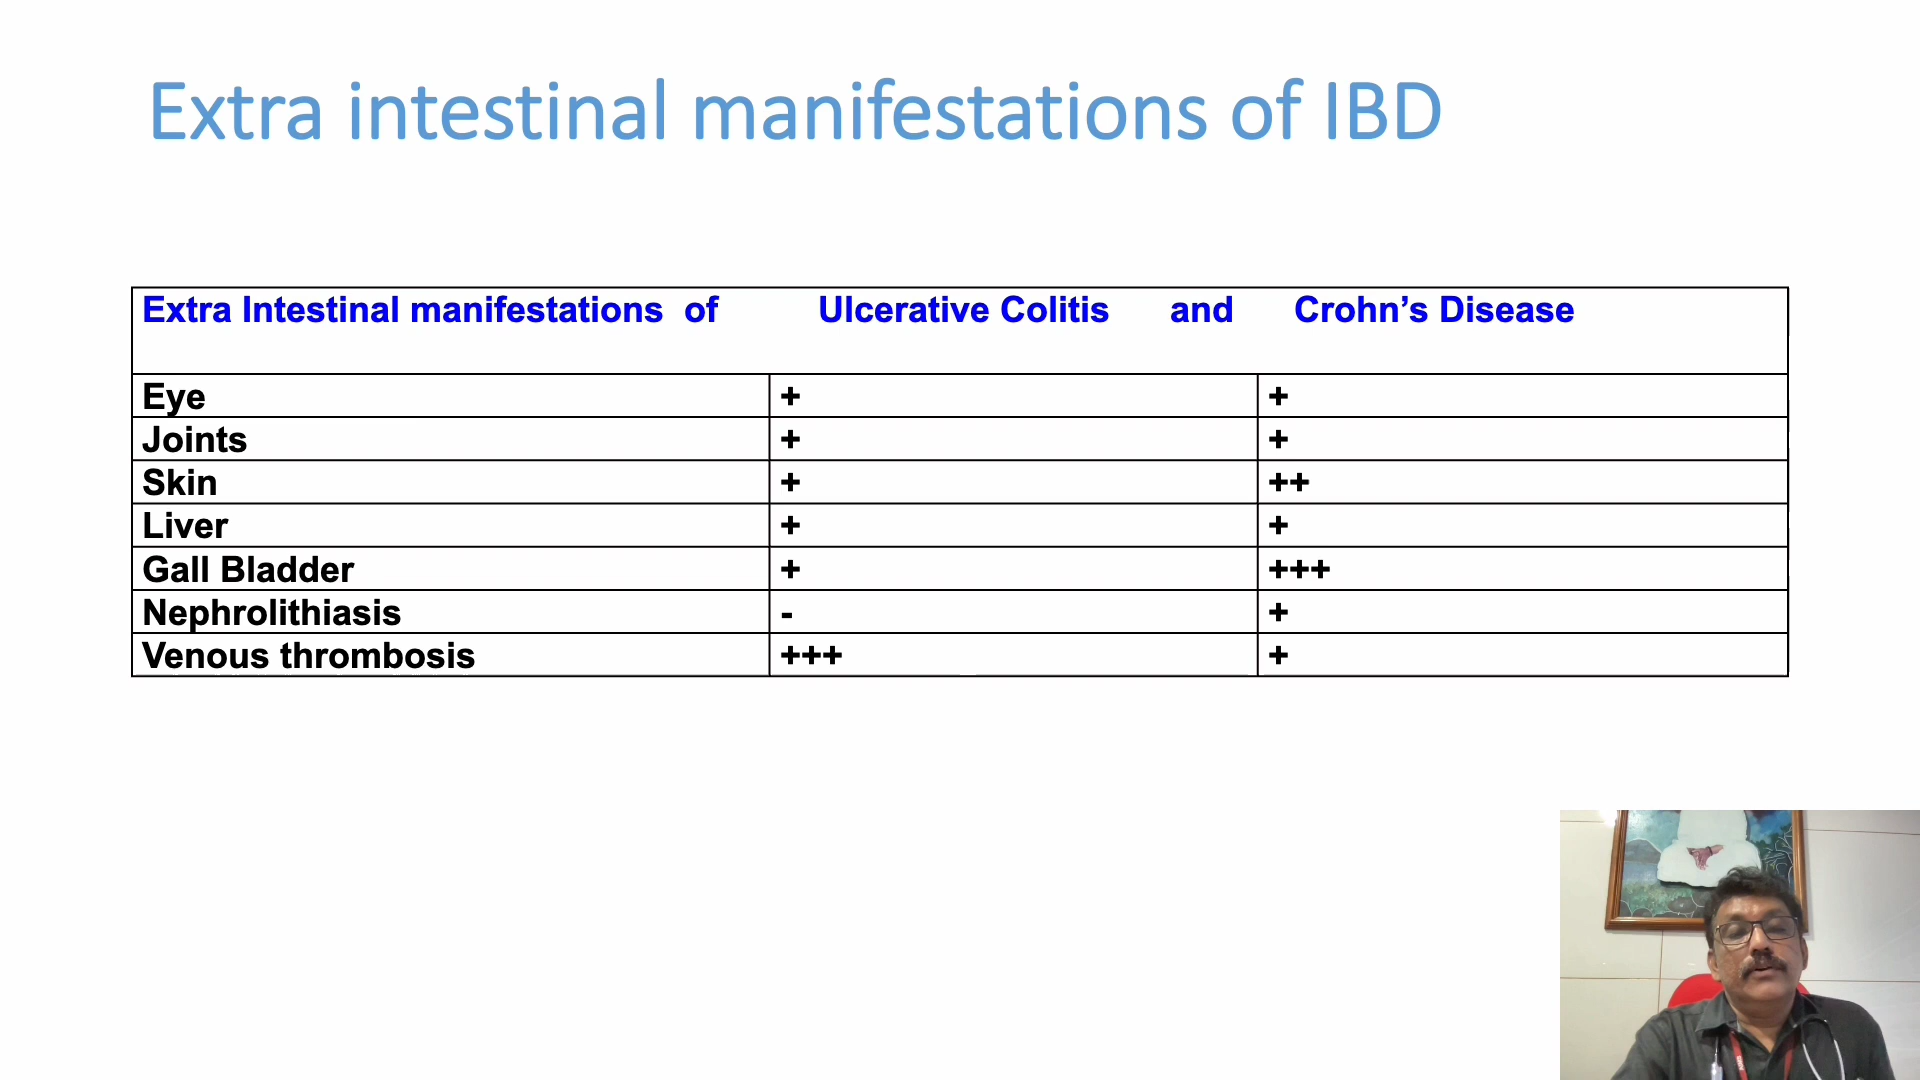 Extra intestinal manifestations of IBD
Extra Intestinal manifestations of Ulcerative Colitis and Crohn’s Disease
Eye + +
Joints + +
Skin + ++
Liver + +
Gall Bladder + +++
Nephrolithiasis - +
Venous thrombosis +++ +